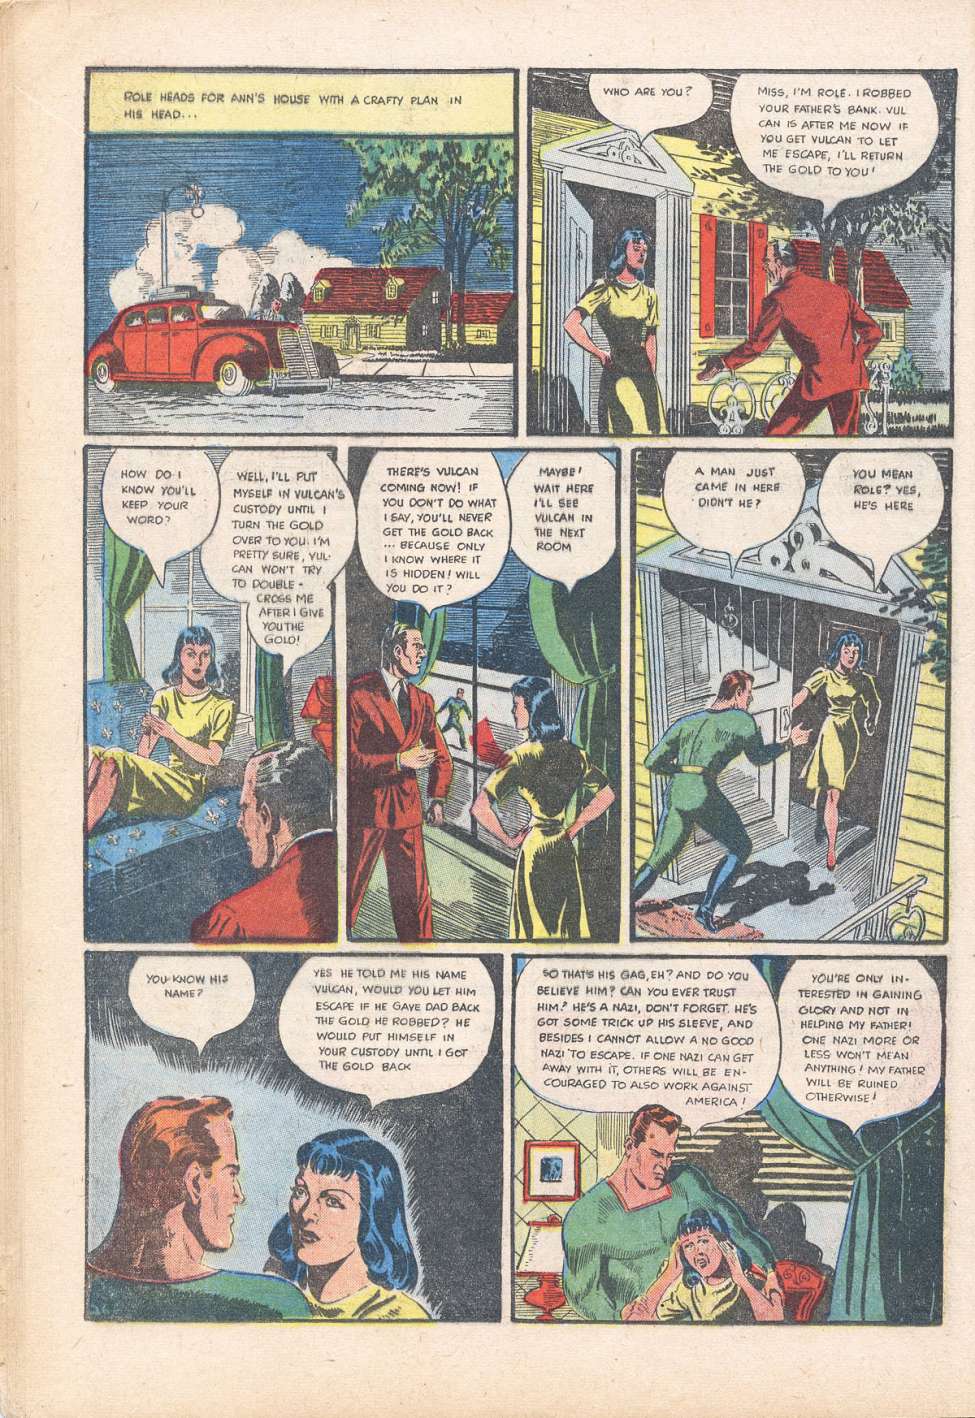 ROLE HEADS FOR ANN'S HOUSE WITH A CRAFTY PLAN IN
HIS HEAD...
WHO ARE YOU?
MISS, I'M ROLE. I ROBBED
YOUR FATHER'S BANK. VUL
CAN IS AFTER ME NOW IF
YOU GET VULCAN TO LET
ME ESCAPE, I'LL RETURN
THE GOLD TO YOU!
HOW DO I
KNOW YOU'LL
KEEP YOUR
WORD?
WELL, I'LL PUT
MYSELF IN VULCAN'S
CUSTODY UNTIL I
TURN THE GOLD
OVER TO YOU. I'M
PRETTY SURE, VUL-
CAN WON'T TRY
TO DOUBLE-
CROSS ME
AFTER I GIVE
YOU THE
GOLD!
THERE'S VULCAN
COMING NOW! IF
YOU DON'T DO WHAT
I SAY, YOU'LL NEVER
GET THE GOLD BACK
... BECAUSE ONLY
I KNOW WHERE IT
IS HIDDEN! WILL
YOU DO IT?
MAYBE!
WAIT HERE
I'LL SEE
VULCAN IN
THE NEXT
ROOM
A MAN JUST
CAME IN HERE
DIDN'T HE?
YOU MEAN
ROLE? YES,
HE'S HERE
YOU KNOW HIS
NAME?
YES HE TOLD ME HIS NAME
VULCAN, WOULD YOU LET HIM
ESCAPE IF HE GAVE DAD BACK
THE GOLD HE ROBBED? HE
WOULD PUT HIMSELF IN
YOUR CUSTODY UNTIL I GOT
THE GOLD BACK
SO THAT'S HIS GAG, EH? AND DO YOU
BELIEVE HIM? CAN YOU EVER TRUST
HIM? HE'S A NAZI, DON'T FORGET. HE'S
GOT SOME TRICK UP HIS SLEEVE, AND
BESIDES I CANNOT ALLOW A NO GOOD
NAZI TO ESCAPE. IF ONE NAZI CAN GET
AWAY WITH IT, OTHERS WILL BE EN-
COURAGED TO ALSO WORK AGAINST
AMERICA!
YOU'RE ONLY IN-
TERESTED IN GAINING
GLORY AND NOT IN
HELPING MY FATHER!
ONE NAZI MORE OR
LESS WON'T MEAN
ANYTHING! MY FATHER
WILL BE RUINED
OTHERWISE!